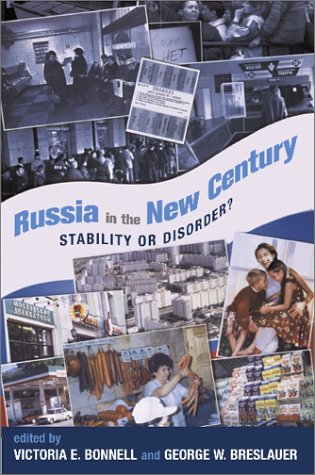 Russia in the New Century
STABILITY OR DISORDER?
edited by
VICTORIA E. BONNELL and GEORGE W. BRESLAUER